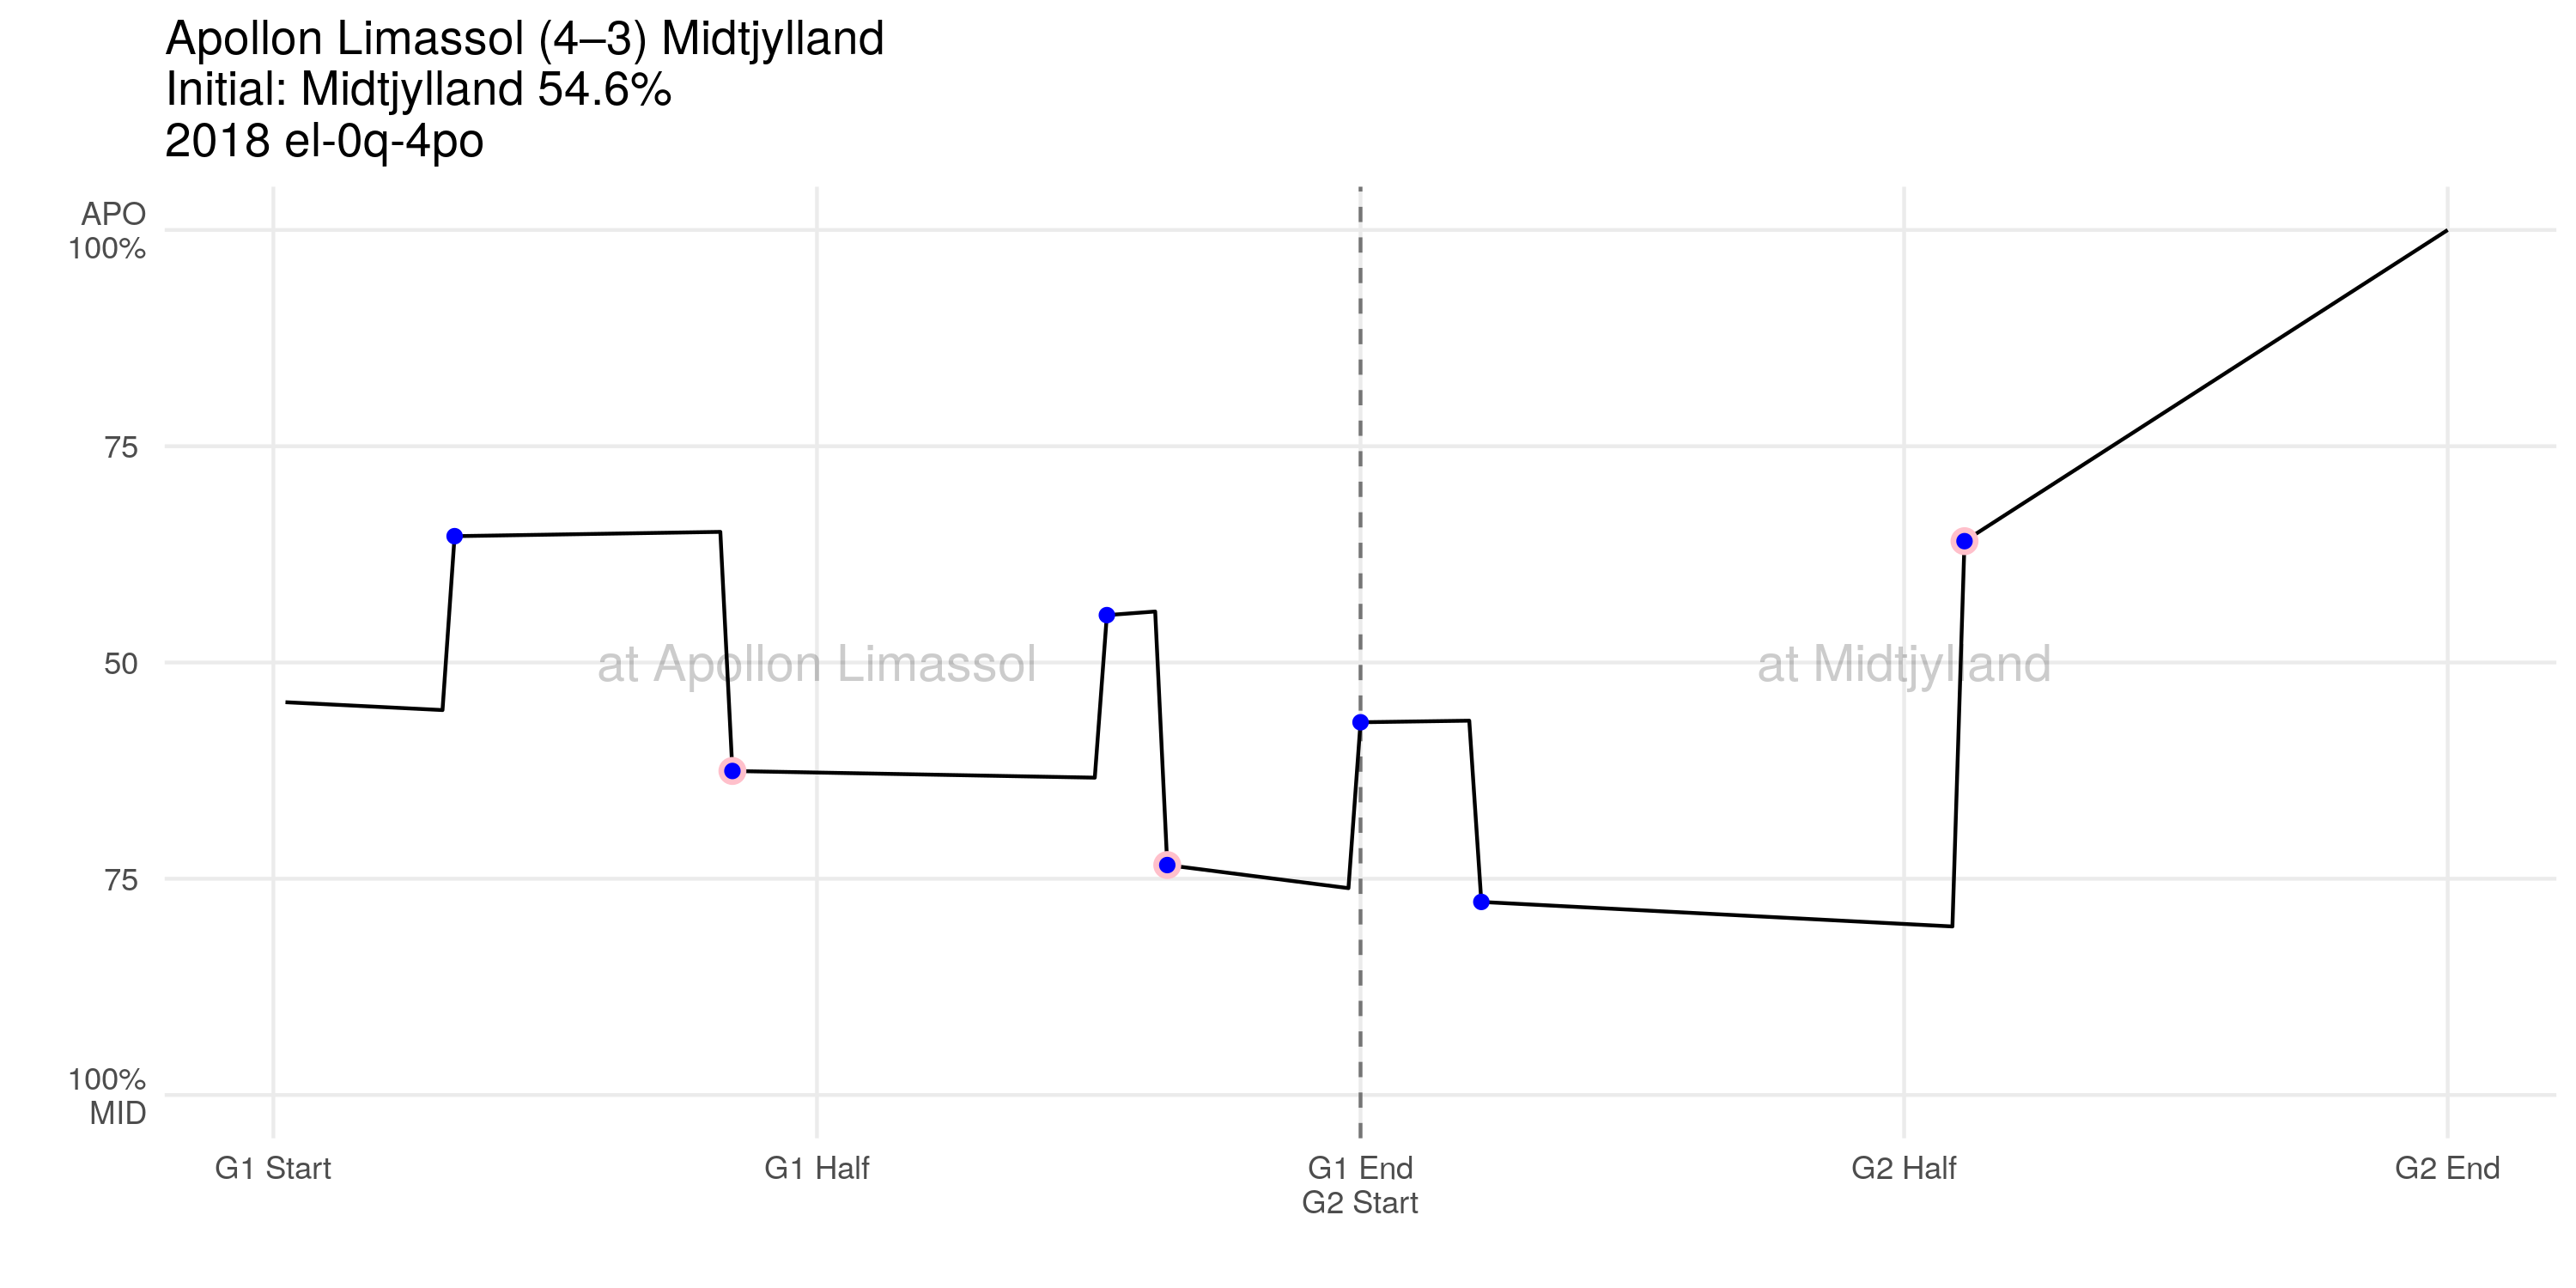 Apollon Limassol (4–3) Midtjylland
Initial: Midtjylland 54.6%
2018 el-0q-4po
APO
100%
75
50
75
100%
MID
at Apollon Limassol
at Midtjylland
G1 Start
G1 Half
G1 End
G2 Start
G2 Half
G2 End